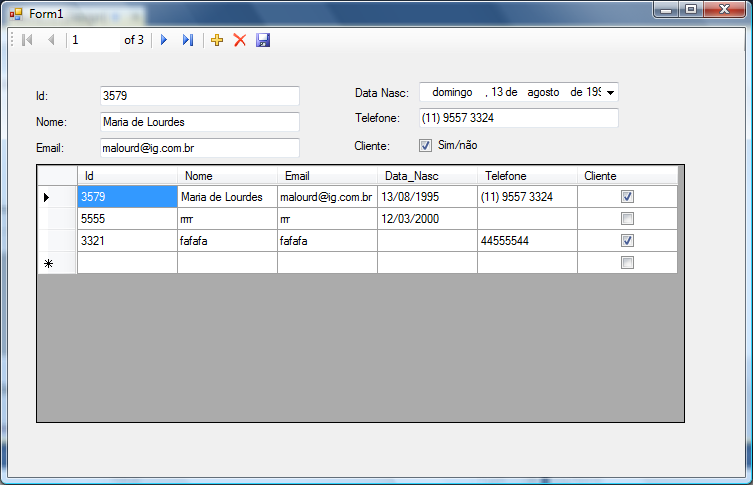 Form1
1 of 3
Id: 3579
Data Nasc: domingo , 13 de agosto de 199
Nome: Maria de Lourdes
Telefone: (11) 9557 3324
Email: malourd@ig.com.br
Cliente: Sim/não
Id Nome Email Data_Nasc Telefone Cliente
3579 Maria de Lourdes malourd@ig.com.br 13/08/1995 (11) 9557 3324
5555 rrrr rrr 12/03/2000
3321 fafafa fafafa 44555544